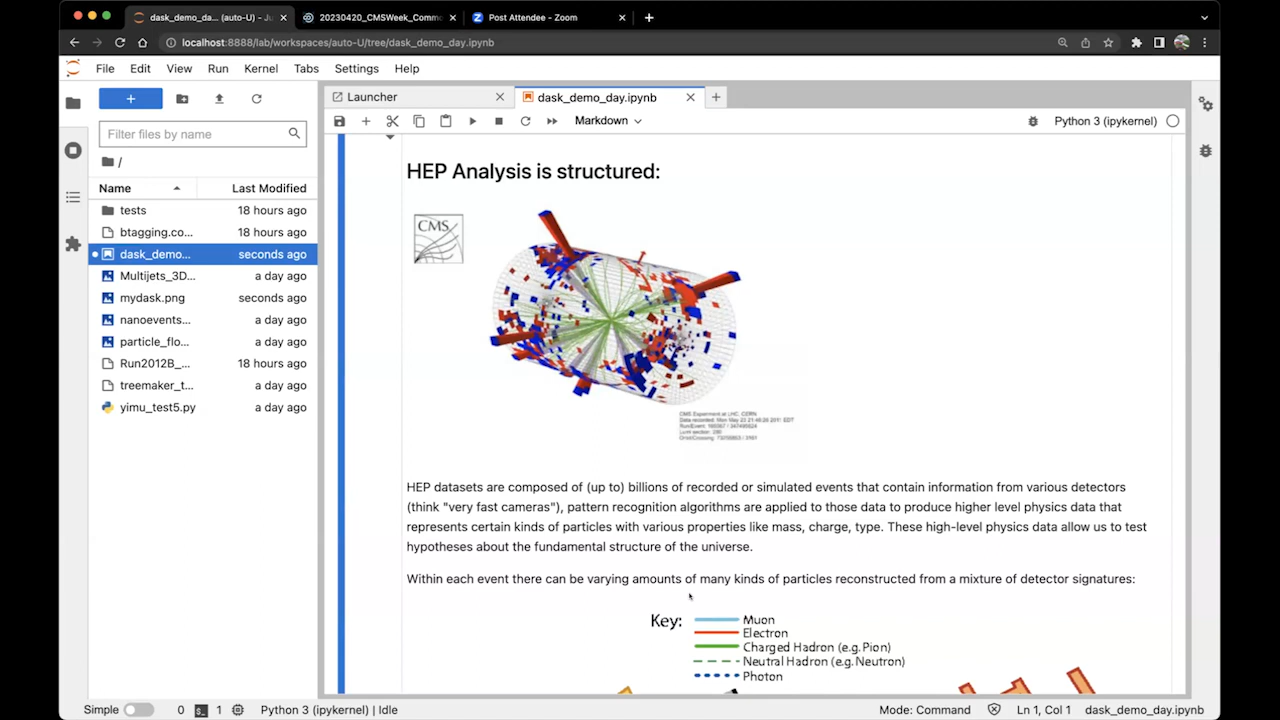 dask_demo_da... (auto-U) - Ju
20230420_CMSWeek_Comm
Post Attendee - Zoom
localhost:8888/lab/workspaces/auto-U/tree/dask_demo_day.ipynb
File Edit View Run Kernel Tabs Settings Help
Launcher
dask_demo_day.ipynb
Markdown
Python 3 (ipykernel)
Filter files by name
/
Name Last Modified
tests 18 hours ago
btagging.co... 18 hours ago
dask_demo... seconds ago
Multijets_3D... a day ago
mydask.png seconds ago
nanoevents... a day ago
particle_flo... a day ago
Run2012B_... 18 hours ago
treemaker_t... a day ago
yimu_test5.py a day ago
HEP Analysis is structured:
CMS
CMS Experiment at LHC, CERN
HEP datasets are composed of (up to) billions of recorded or simulated events that contain information from various detectors
(think "very fast cameras"), pattern recognition algorithms are applied to those data to produce higher level physics data that
represents certain kinds of particles with various properties like mass, charge, type. These high-level physics data allow us to test
hypotheses about the fundamental structure of the universe.
Within each event there can be varying amounts of many kinds of particles reconstructed from a mixture of detector signatures:
Key:
Muon
Electron
Charged Hadron (e.g. Pion)
Neutral Hadron (e.g. Neutron)
Photon
Simple 0 1 Python 3 (ipykernel) | Idle
Mode: Command Ln 1, Col 1 dask_demo_day.ipynb